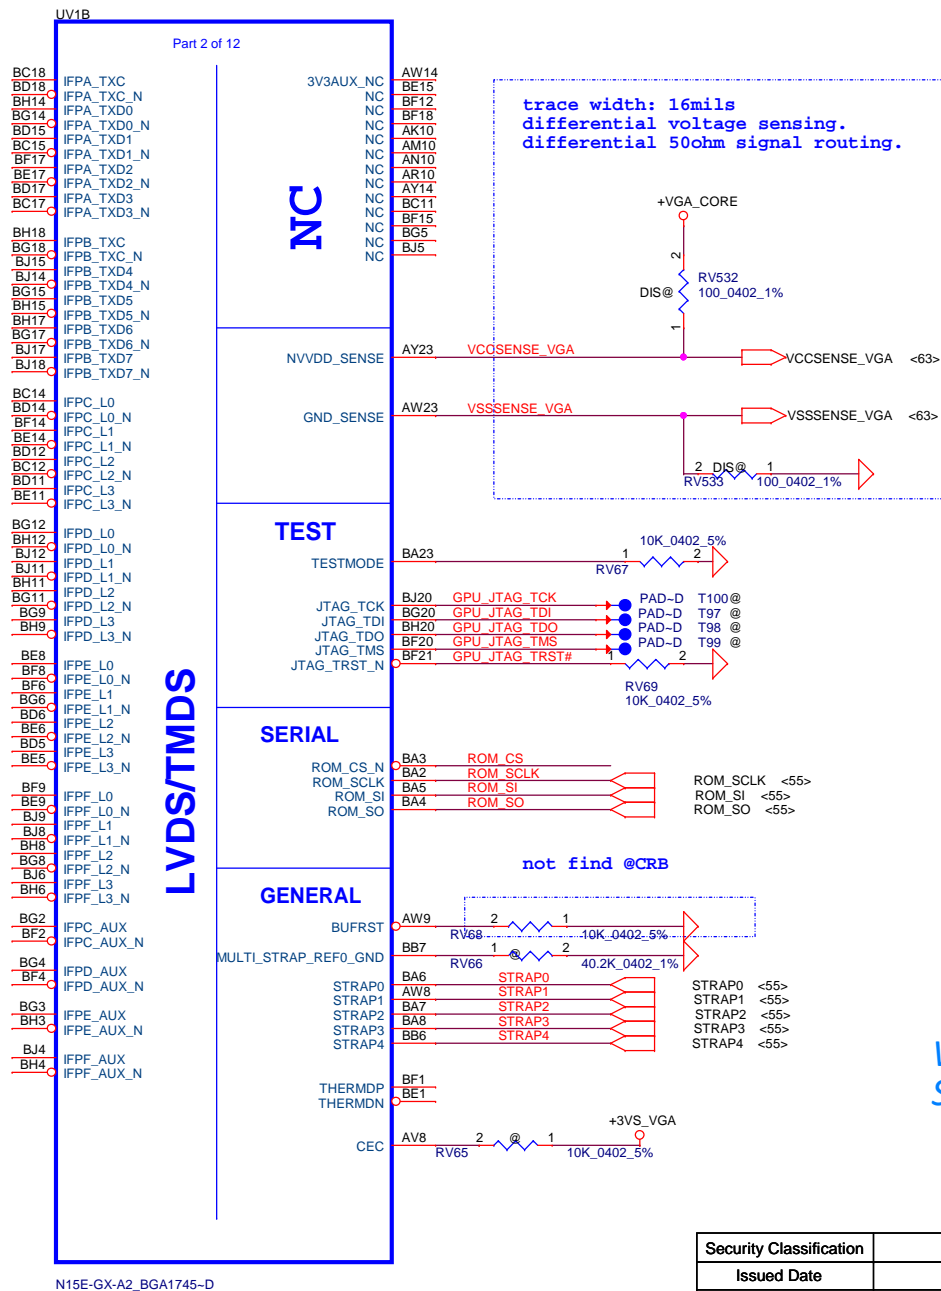 UV1B
Part 2 of 12
BC18 IFPA_TXC
BD18 IFPA_TXC_N
BH14 IFPA_TXD0
BG14 IFPA_TXD0_N
BD15 IFPA_TXD1
BC15 IFPA_TXD1_N
BF17 IFPA_TXD2
BE17 IFPA_TXD2_N
BD17 IFPA_TXD3
BC17 IFPA_TXD3_N
BH18 IFPB_TXC
BG18 IFPB_TXC_N
BJ15 IFPB_TXD4
BJ14 IFPB_TXD4_N
BG15 IFPB_TXD5
BH15 IFPB_TXD5_N
BH17 IFPB_TXD6
BG17 IFPB_TXD6_N
BJ17 IFPB_TXD7
BJ18 IFPB_TXD7_N
BC14 IFPC_L0
BD14 IFPC_L0_N
BF14 IFPC_L1
BE14 IFPC_L1_N
BD12 IFPC_L2
BC12 IFPC_L2_N
BD11 IFPC_L3
BE11 IFPC_L3_N
BG12 IFPD_L0
BH12 IFPD_L0_N
BJ12 IFPD_L1
BJ11 IFPD_L1_N
BH11 IFPD_L2
BG11 IFPD_L2_N
BG9 IFPD_L3
BH9 IFPD_L3_N
BE8 IFPE_L0
BF8 IFPE_L0_N
BF6 IFPE_L1
BG6 IFPE_L1_N
BD6 IFPE_L2
BE6 IFPE_L2_N
BD5 IFPE_L3
BE5 IFPE_L3_N
BF9 IFPF_L0
BE9 IFPF_L0_N
BJ9 IFPF_L1
BJ8 IFPF_L1_N
BH8 IFPF_L2
BG8 IFPF_L2_N
BJ6 IFPF_L3
BH6 IFPF_L3_N
BG2 IFPC_AUX
BF2 IFPC_AUX_N
BG4 IFPD_AUX
BF4 IFPD_AUX_N
BG3 IFPE_AUX
BH3 IFPE_AUX_N
BJ4 IFPF_AUX
BH4 IFPF_AUX_N
LVDS/TMDS
NC
3V3AUX_NC AW14
NC BE15
NC BF12
NC BF18
NC AK10
NC AM10
NC AN10
NC AR10
NC AY14
NC BC11
NC BF15
NC BG5
NC BJ5
trace width: 16mils
differential voltage sensing.
differential 50ohm signal routing.
+VGA_CORE
2
RV532
DIS@ 100_0402_1%
1
NVVDD_SENSE AY23 VCCSENSE_VGA VCCSENSE_VGA <63>
GND_SENSE AW23 VSSSENSE_VGA VSSSENSE_VGA <63>
2 DIS@ 1
RV533 100_0402_1%
TEST
10K_0402_5%
TESTMODE BA23 1 2
RV67
JTAG_TCK BJ20 GPU_JTAG_TCK PAD~D T100@
JTAG_TDI BG20 GPU_JTAG_TDI PAD~D T97 @
JTAG_TDO BH20 GPU_JTAG_TDO PAD~D T98 @
JTAG_TMS BF20 GPU_JTAG_TMS PAD~D T99 @
JTAG_TRST_N BF21 GPU_JTAG_TRST# 1 2
RV69
10K_0402_5%
SERIAL
ROM_CS_N BA3 ROM_CS
ROM_SCLK BA2 ROM_SCLK ROM_SCLK <55>
ROM_SI BA5 ROM_SI ROM_SI <55>
ROM_SO BA4 ROM_SO ROM_SO <55>
not find @CRB
GENERAL
BUFRST AW9 2 1
RV68 10K_0402_5%
MULTI_STRAP_REF0_GND BB7 1 @ 2
RV66 40.2K_0402_1%
STRAP0 BA6 STRAP0 STRAP0 <55>
STRAP1 AW8 STRAP1 STRAP1 <55>
STRAP2 BA7 STRAP2 STRAP2 <55>
STRAP3 BA8 STRAP3 STRAP3 <55>
STRAP4 BB6 STRAP4 STRAP4 <55>
THERMDP BF1
THERMDN BE1
+3VS_VGA
CEC AV8 2 @ 1
RV65 10K_0402_5%
Security Classification
Issued Date
N15E-GX-A2_BGA1745~D